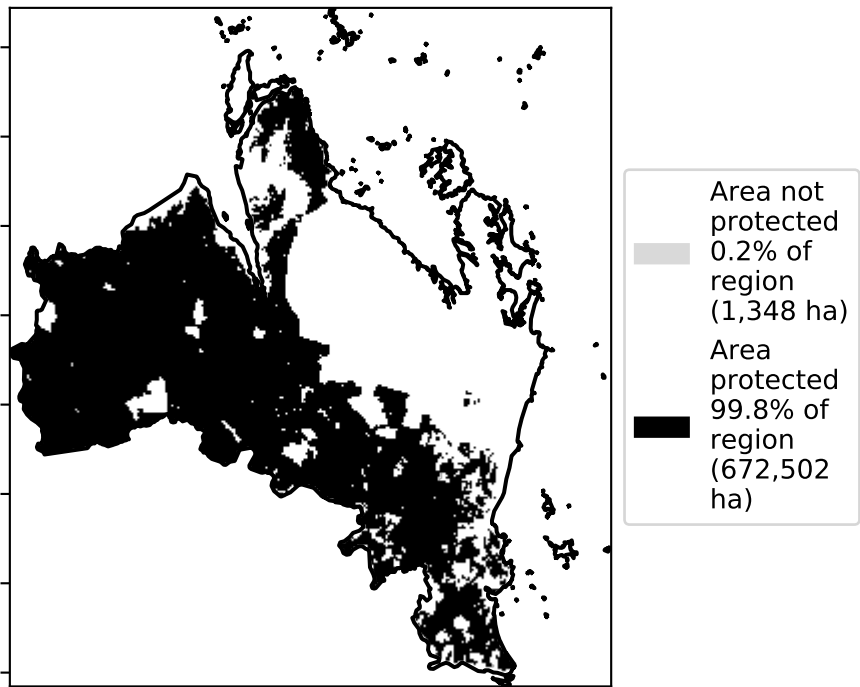 Area not
protected
0.2% of
region
(1,348 ha)
Area
protected
99.8% of
region
(672,502
ha)